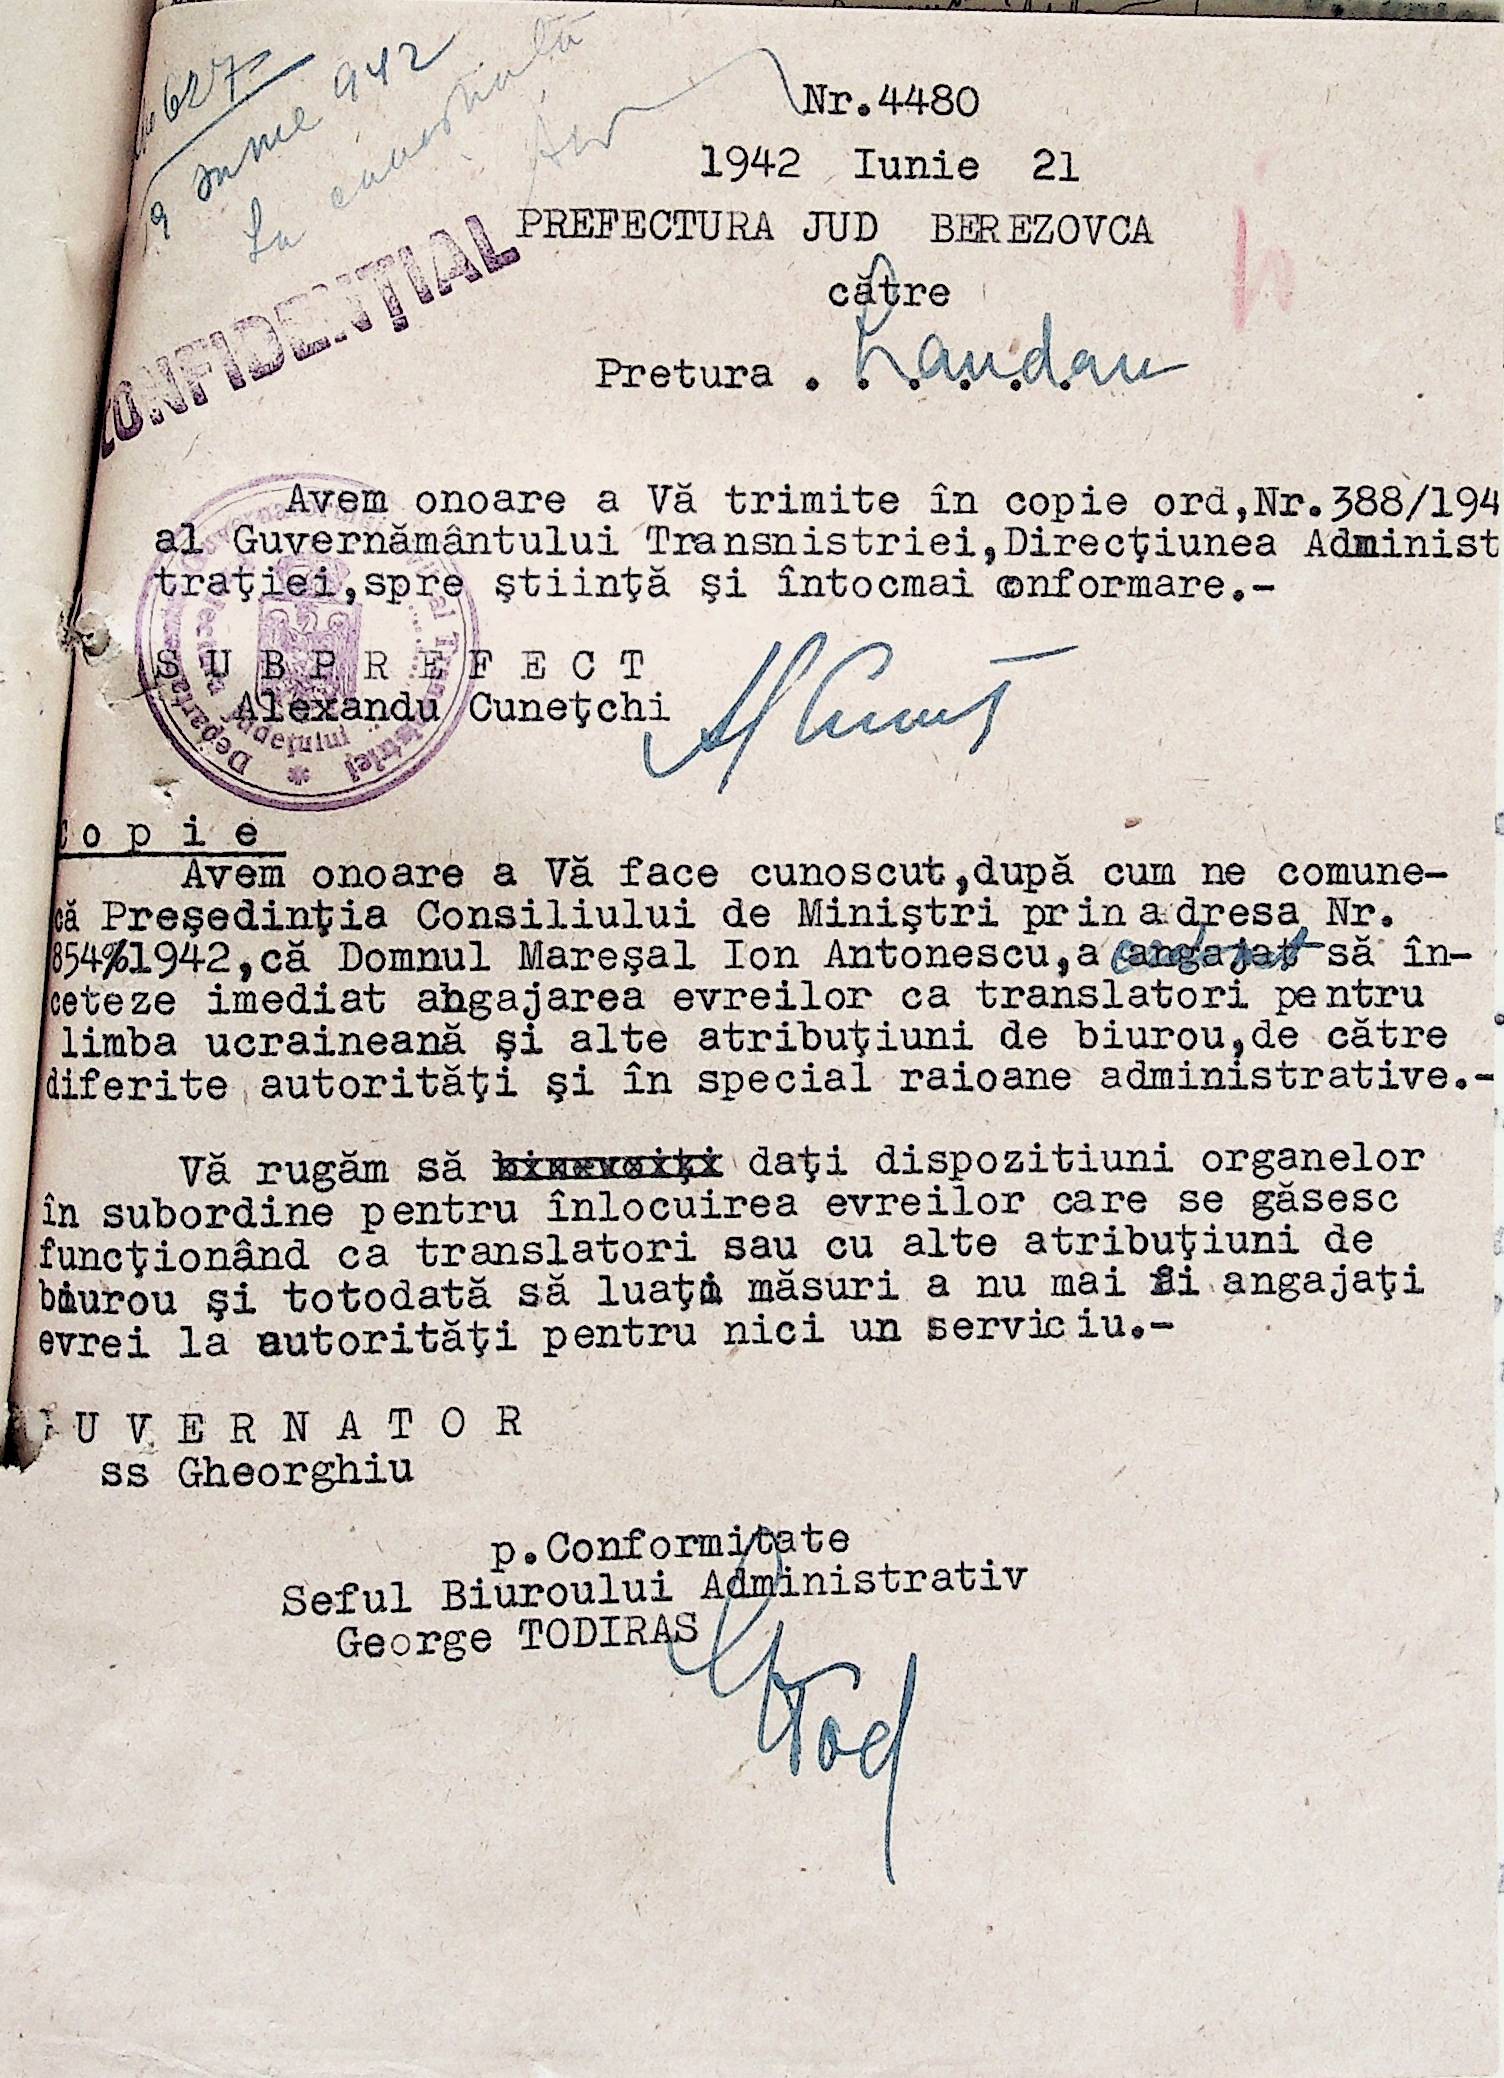 627
942
La
Nr.4480
1942 Iunie 21
PREFECTURA JUD BEREZOVCA
către
Pretura . . . . . . Landau
CONFIDENŢIAL
Avem onoare a Vă trimite în copie ord,Nr.388/194
al Guvernământului Transnistriei,Direcţiunea Administ
traţiei,spre ştiinţă şi întocmai conformare.-
SUBPREFECT
Alexandu Cuneţchi
Judeţului
Copie
Avem onoare a Vă face cunoscut,după cum ne comune-
că Preşedinţia Consiliului de Miniştri prin adresa Nr.
854%1942,că Domnul Mareşal Ion Antonescu,a angajat să în-
ceteze imediat angajarea evreilor ca translatori pentru
limba ucraineană şi alte atribuţiuni de biurou,de către
diferite autorităţi şi în special raioane administrative.-
Vă rugăm să binevoiţi daţi dispozitiuni organelor
în subordine pentru înlocuirea evreilor care se găsesc
funcţionând ca translatori sau cu alte atribuţiuni de
biurou şi totodată să luaţi măsuri a nu mai fi angajaţi
evrei la autorităţi pentru nici un serviciu.-
GUVERNATOR
ss Gheorghiu
p.Conformitate
Seful Biuroului Administrativ
George TODIRAS